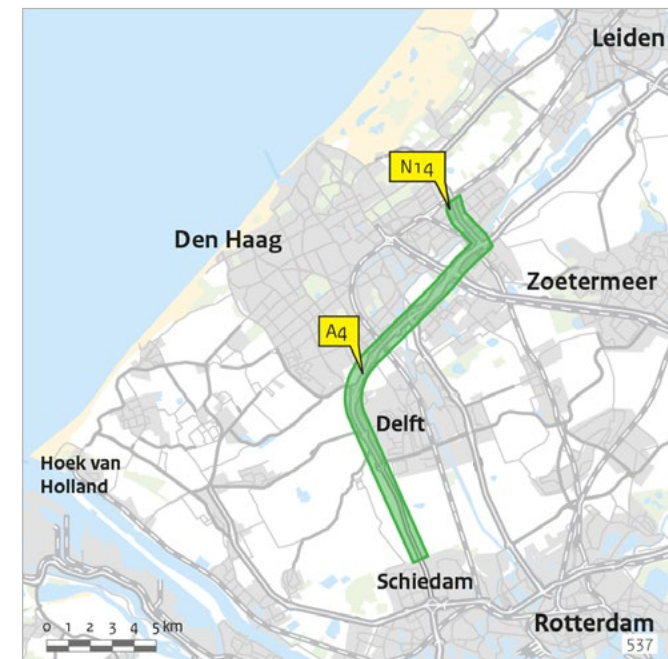 Leiden
N14
Den Haag
Zoetermeer
A4
Delft
Hoek van
Holland
Schiedam
0 1 2 3 4 5 km
Rotterdam
537